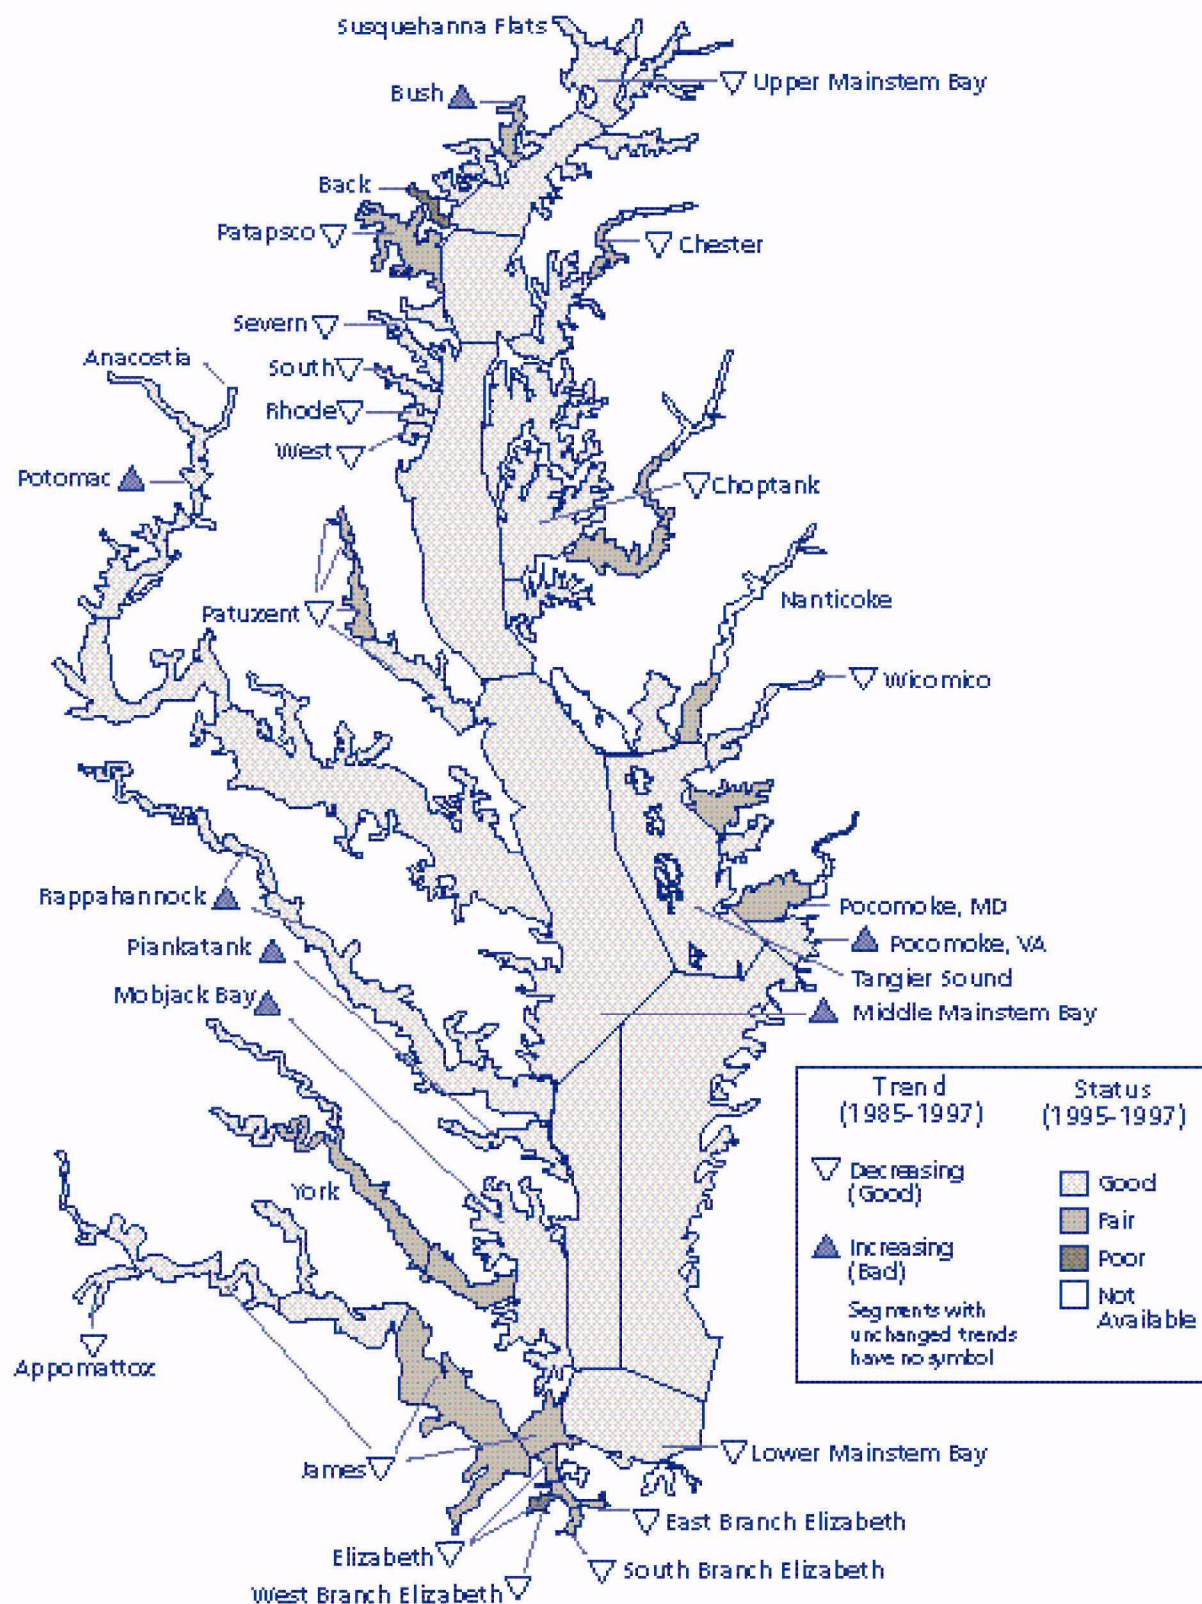 Susquehanna Flats
Upper Mainstem Bay
Bush
Back
Patapsco
Chester
Severn
Anacostia
South
Rhode
West
Potomac
Choptank
Nanticoke
Patuxent
Wicomico
Rappahannock
Pocomoke, MD
Piankatank
Pocomoke, VA
Tangier Sound
Mobjack Bay
Middle Mainstem Bay
Trend
(1985-1997)
Decreasing
(Good)
Increasing
(Bad)
Segments with
unchanged trends
have no symbol
Status
(1995-1997)
Good
Fair
Poor
Not
Available
York
Appomattox
James
Lower Mainstem Bay
East Branch Elizabeth
Elizabeth
South Branch Elizabeth
West Branch Elizabeth